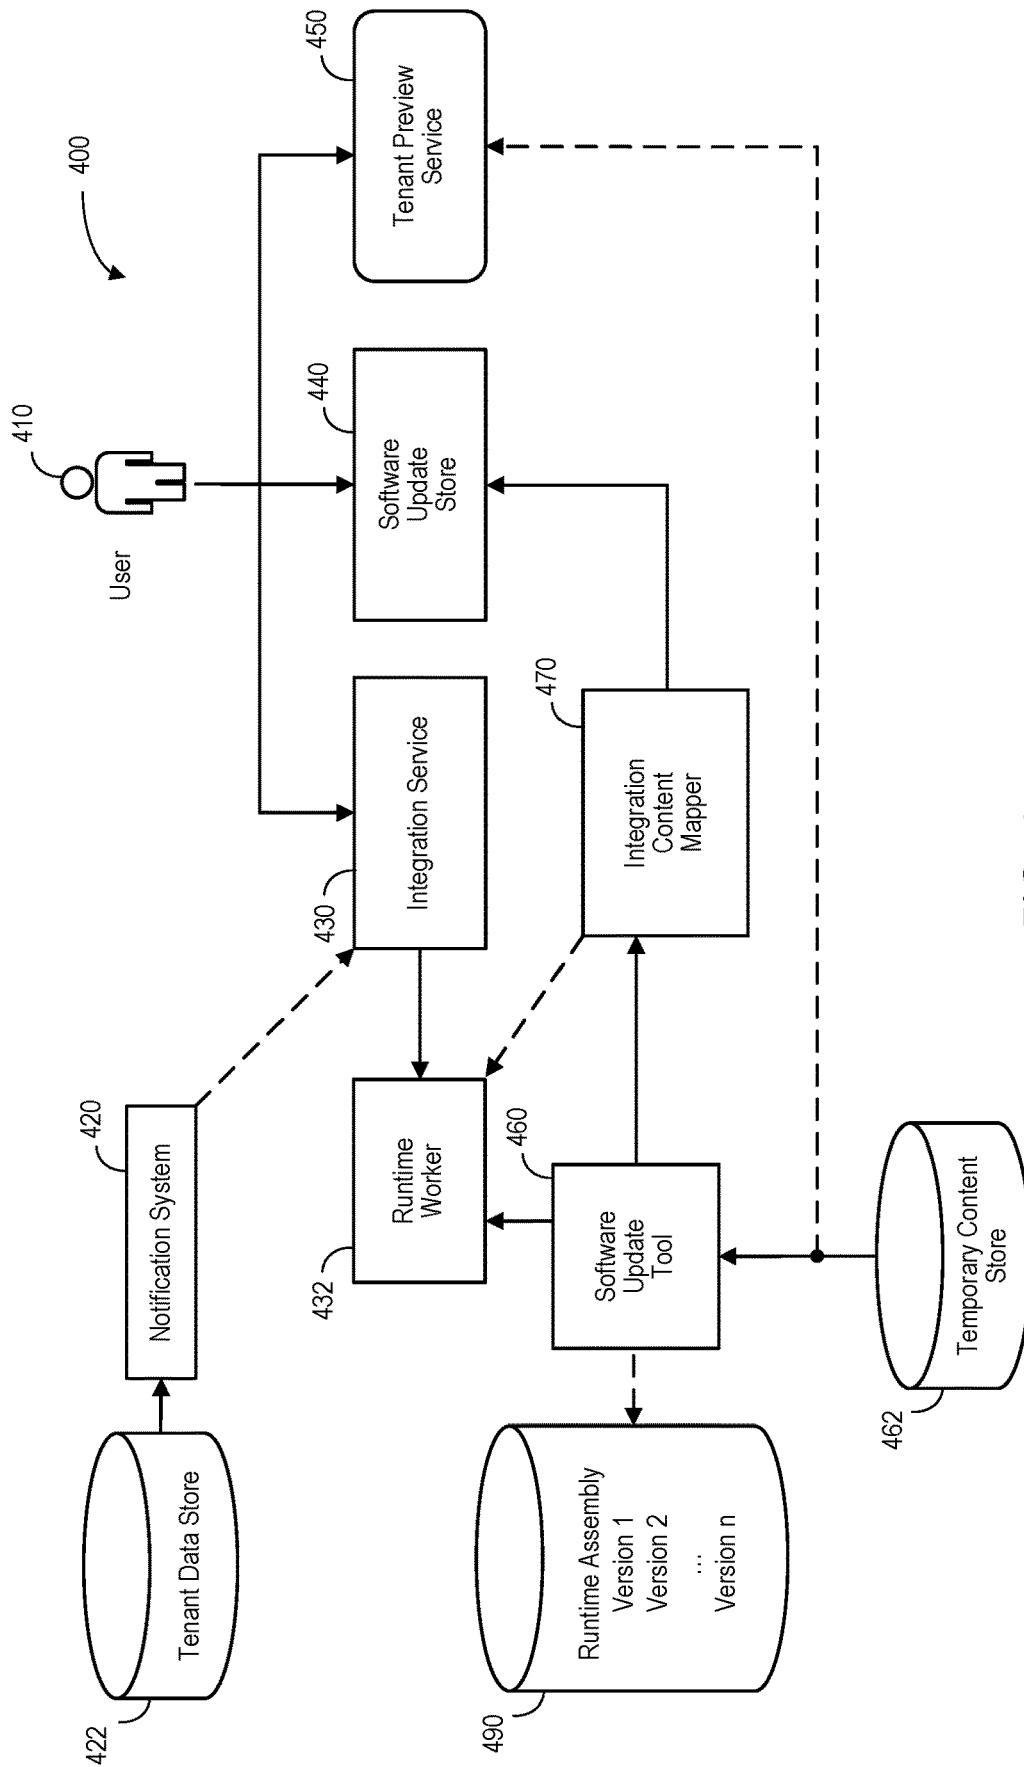 410
400
422
420
User
Notification System
Tenant Data Store
432
430
440
450
Runtime
Worker
Integration Service
Software
Update
Store
Tenant Preview
Service
490
460
470
Runtime Assembly
Version 1
Version 2
...
Version n
Software
Update
Tool
Integration
Content
Mapper
462
Temporary Content
Store